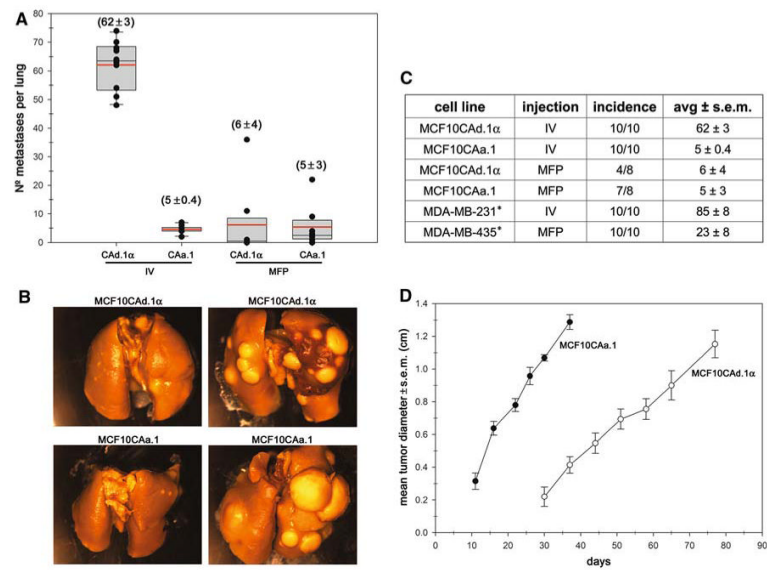 A
Nº metastases per lung
80
70
60
50
40
30
20
10
0
(62±3)
(5±0.4)
(6±4)
(5±3)
CAd.1α CAa.1 CAd.1α CAa.1
IV MFP
C
cell line injection incidence avg ± s.e.m.
MCF10CAd.1α IV 10/10 62 ± 3
MCF10CAa.1 IV 10/10 5 ± 0.4
MCF10CAd.1α MFP 4/8 6 ± 4
MCF10CAa.1 MFP 7/8 5 ± 3
MDA-MB-231* IV 10/10 85 ± 8
MDA-MB-435* MFP 10/10 23 ± 8
B
MCF10CAd.1α MCF10CAd.1α
MCF10CAa.1 MCF10CAa.1
D
mean tumor diameter ± s.e.m. (cm)
1.4
1.2
1.0
0.8
0.6
0.4
0.2
0.0
MCF10CAa.1
MCF10CAd.1α
0 10 20 30 40 50 60 70 80 90
days